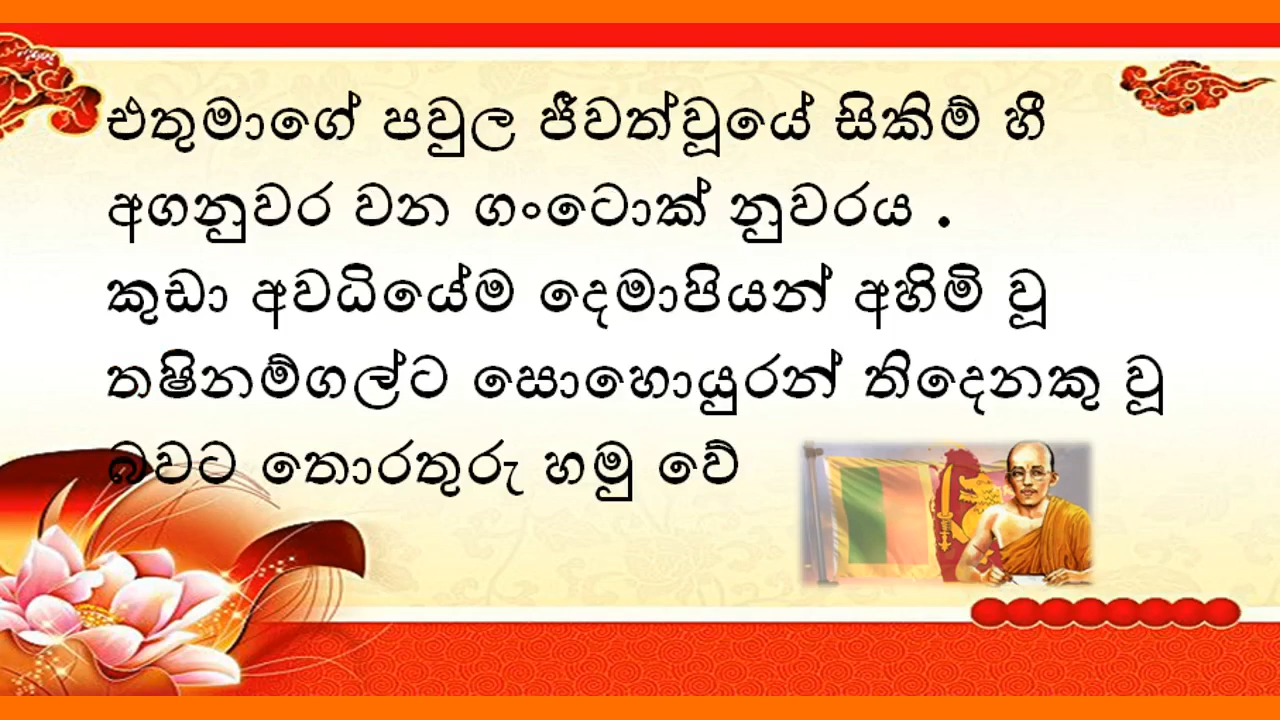 එතුමාගේ පවුල ජීවත්වූයේ සිකිම් හී
අගනුවර වන ගංටොක් නුවරය .
කුඩා අවධියේම දෙමාපියන් අහිමි වූ
තෂිනම්ගල්ට සොහොයුරන් තිදෙනකු වූ
බවට තොරතුරු හමු වේ